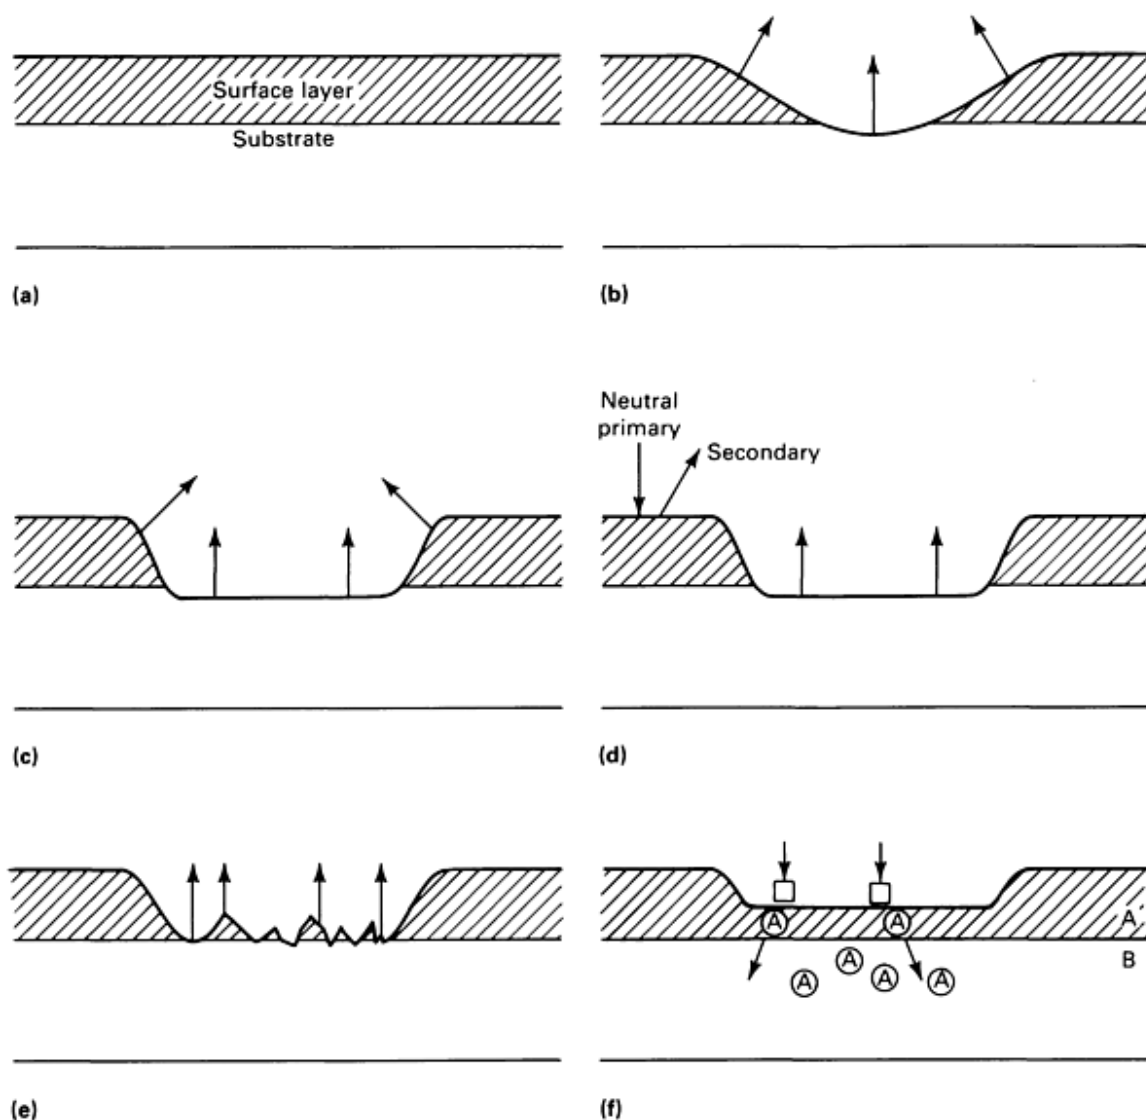 Surface layer
Substrate
(a)
(b)
(c)
Neutral
primary
Secondary
(d)
(e)
A
A
A
B
A
A
A
A
(f)